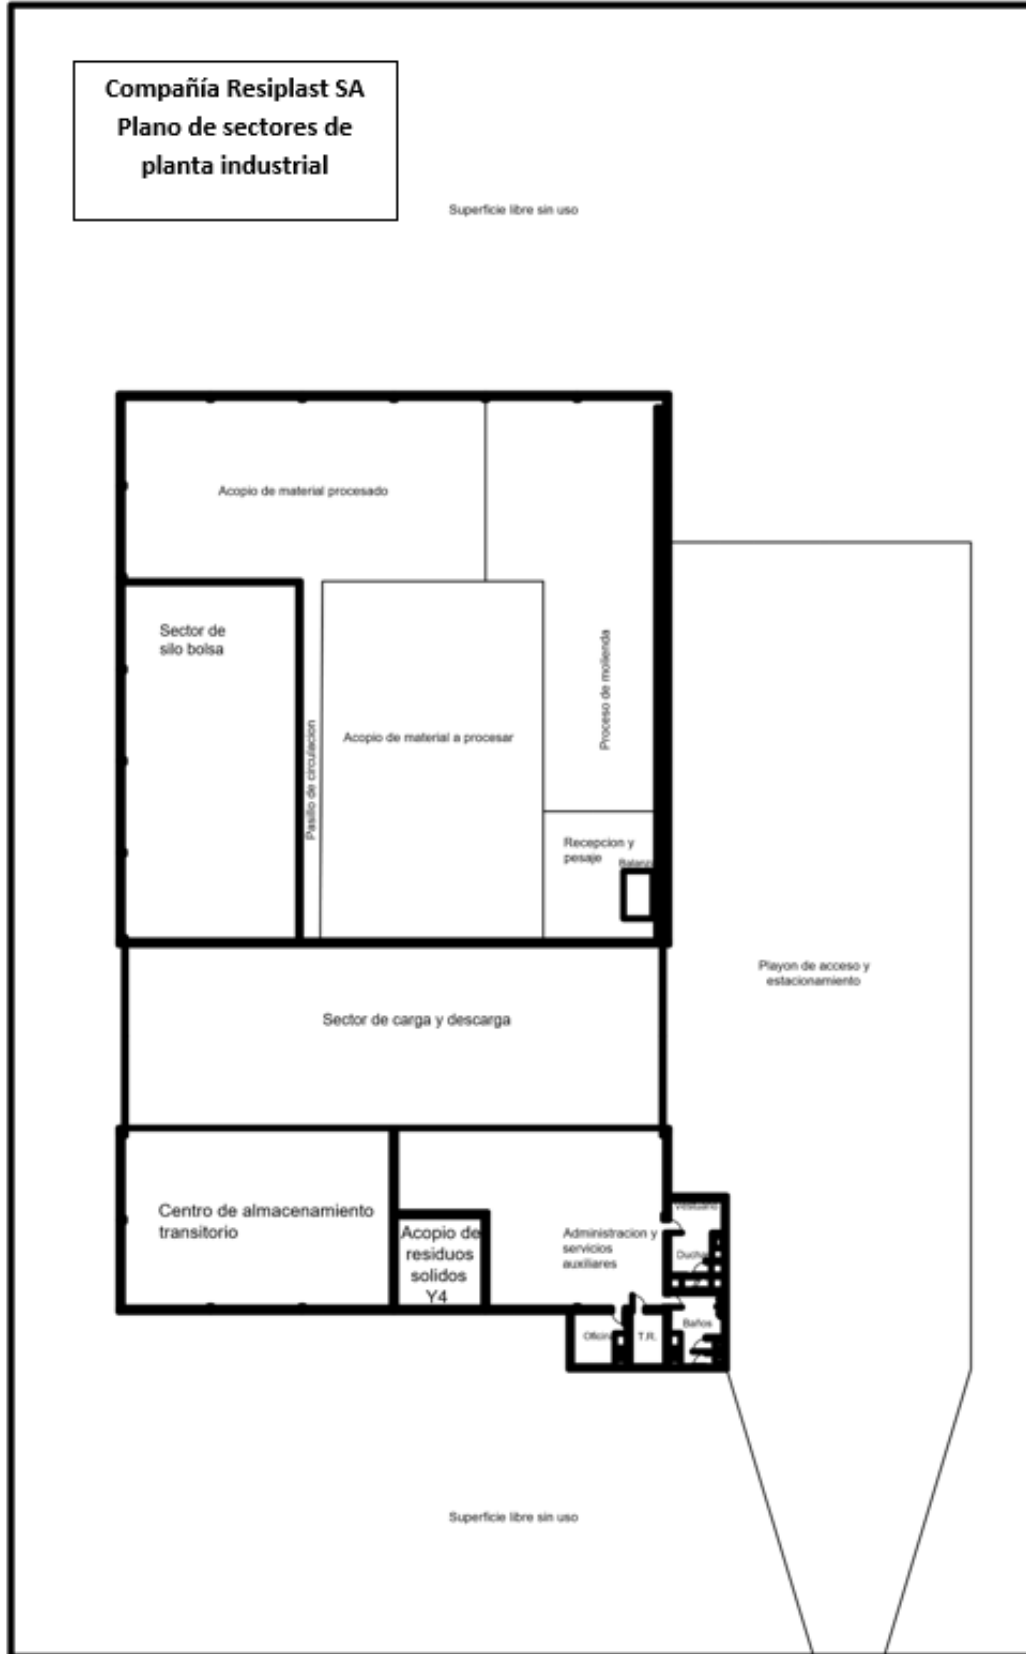 Compañía Resiplast SA
Plano de sectores de
planta industrial
Superficie libre sin uso
Acopio de material procesado
Sector de
silo bolsa
Pasillo de circulacion
Acopio de material a procesar
Proceso de molienda
Recepcion y
pesaje
Balanza
Playon de acceso y
estacionamiento
Sector de carga y descarga
Centro de almacenamiento
transitorio
Acopio de
residuos
solidos
Y4
Administracion y
servicios
auxiliares
Vestuario
Duchas
Baños
Oficina
T.R.
Superficie libre sin uso